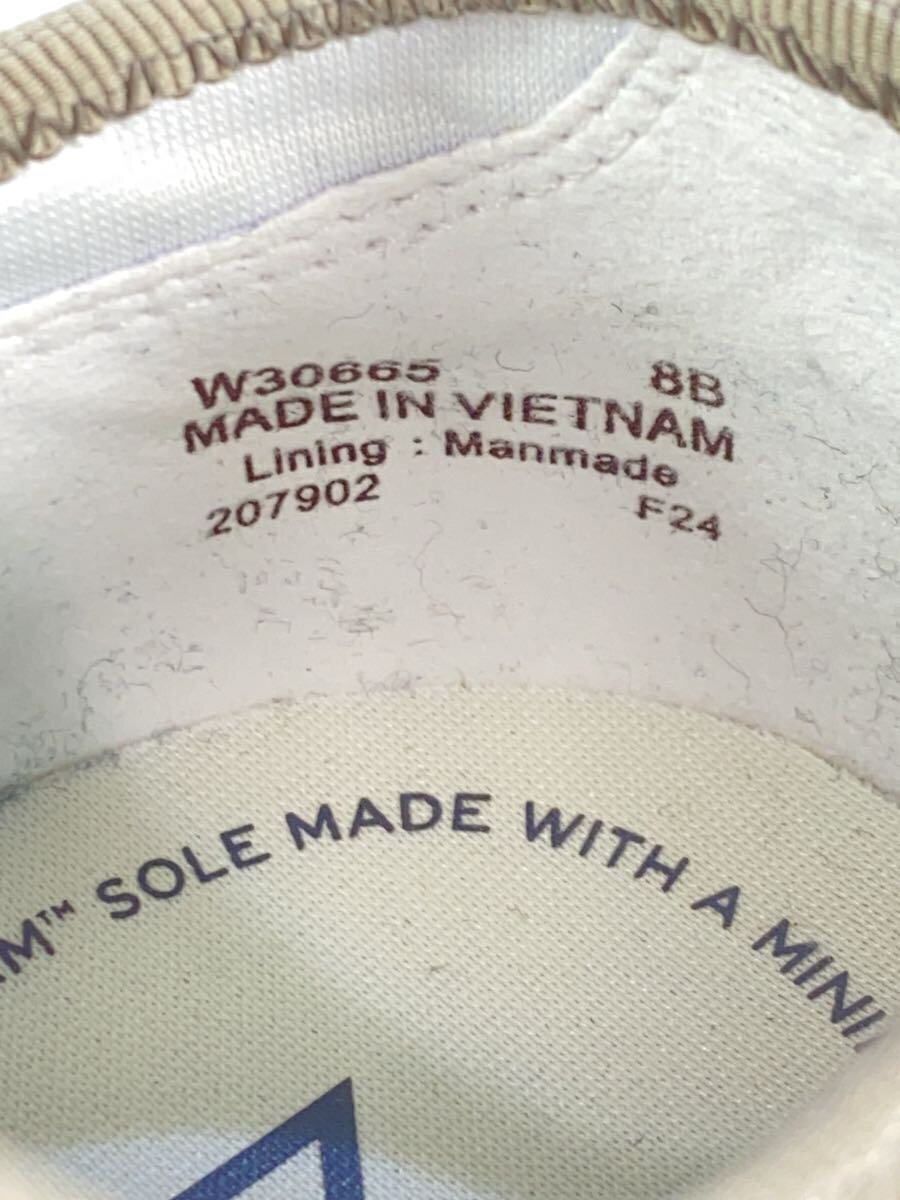 W30665 8B
MADE IN VIETNAM
Lining : Manmade
207902 F24
SOLE MADE WITH A